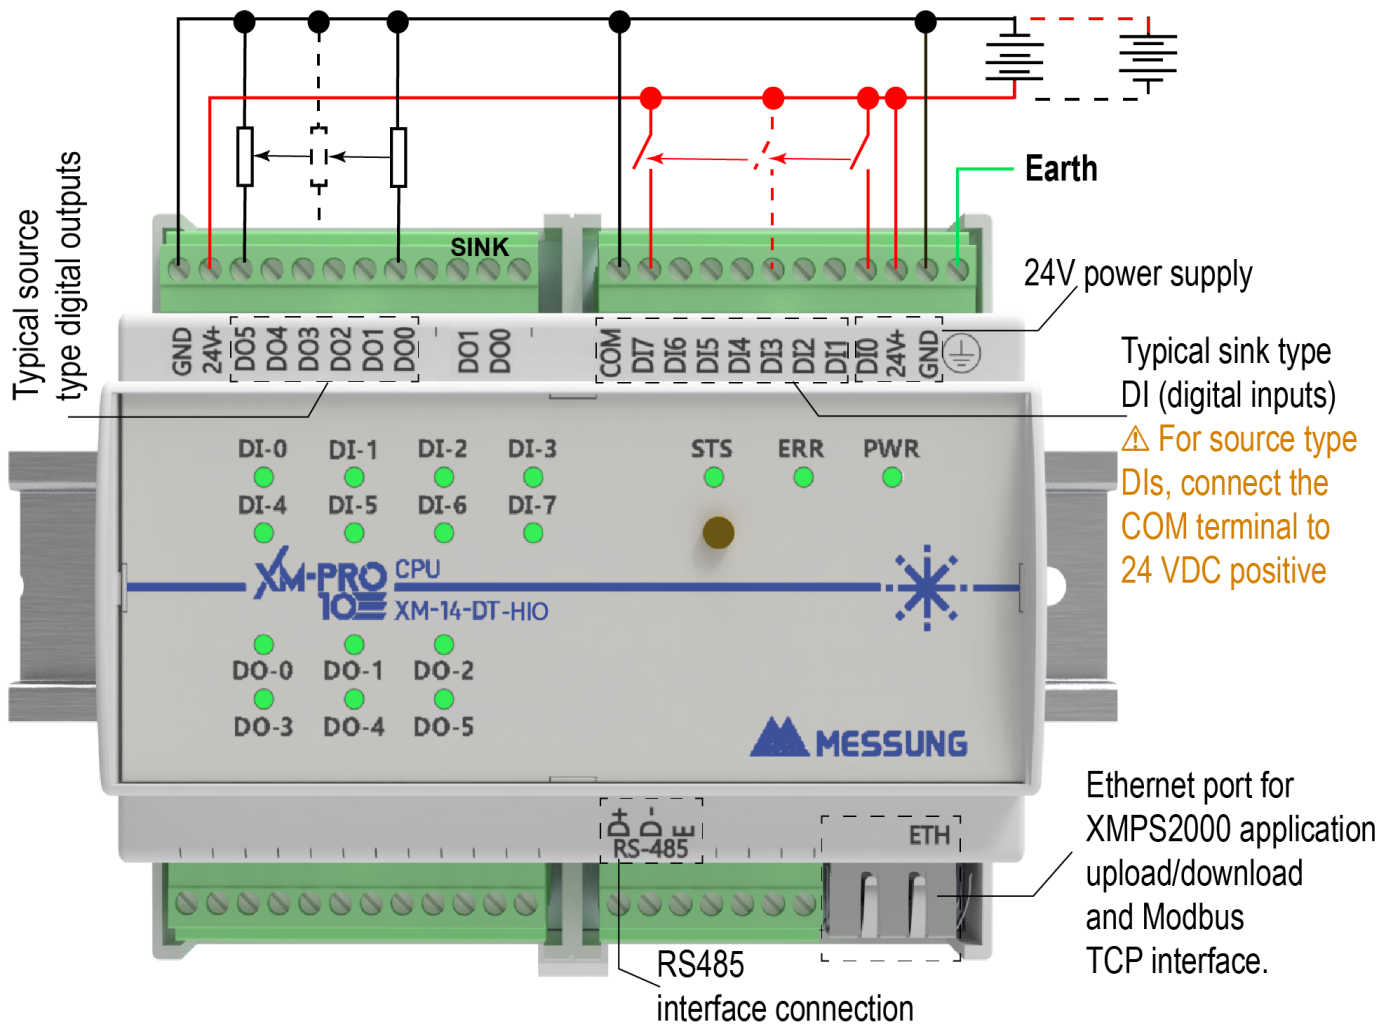 Earth
SINK
Typical source
type digital outputs
24V power supply
GND
24V+
DO5
DO4
DO3
DO2
DO1
DO0
DO1
DO0
COM
DI7
DI6
DI5
DI4
DI3
DI2
DI1
DI0
24V+
GND
Typical sink type
DI (digital inputs)
⚠ For source type
DIs, connect the
COM terminal to
24 VDC positive
DI-0 DI-1 DI-2 DI-3
STS ERR PWR
DI-4 DI-5 DI-6 DI-7
XM-PRO CPU
10 XM-14-DT-HIO
DO-0 DO-1 DO-2
DO-3 DO-4 DO-5
MESSUNG
D+
D-
E
RS-485
ETH
Ethernet port for
XMPS2000 application
upload/download
and Modbus
TCP interface.
RS485
interface connection